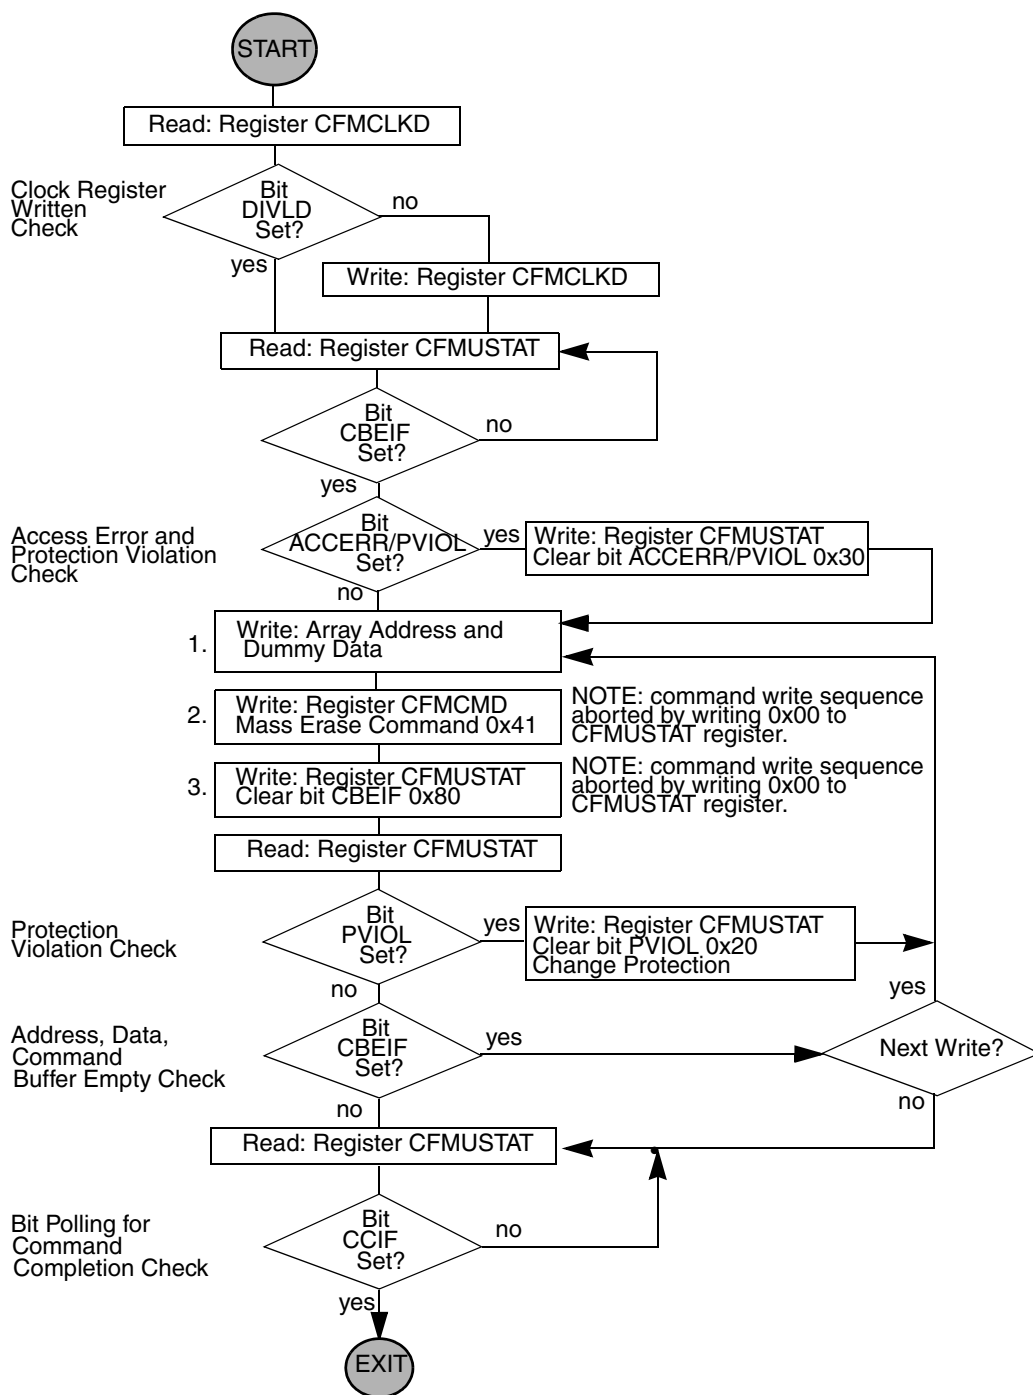 START
Read: Register CFMCLKD
Clock Register
Written
Check
Bit
DIVLD
Set?
no
yes
Write: Register CFMCLKD
Read: Register CFMUSTAT
Bit
CBEIF
Set?
no
yes
Access Error and
Protection Violation
Check
Bit
ACCERR/PVIOL
Set?
yes
Write: Register CFMUSTAT
Clear bit ACCERR/PVIOL 0x30
no
1.
Write: Array Address and
Dummy Data
2.
Write: Register CFMCMD
Mass Erase Command 0x41
NOTE: command write sequence
aborted by writing 0x00 to
CFMUSTAT register.
3.
Write: Register CFMUSTAT
Clear bit CBEIF 0x80
NOTE: command write sequence
aborted by writing 0x00 to
CFMUSTAT register.
Read: Register CFMUSTAT
Protection
Violation Check
Bit
PVIOL
Set?
yes
Write: Register CFMUSTAT
Clear bit PVIOL 0x20
Change Protection
no
yes
Address, Data,
Command
Buffer Empty Check
Bit
CBEIF
Set?
yes
Next Write?
no
no
Read: Register CFMUSTAT
Bit Polling for
Command
Completion Check
Bit
CCIF
Set?
no
yes
EXIT